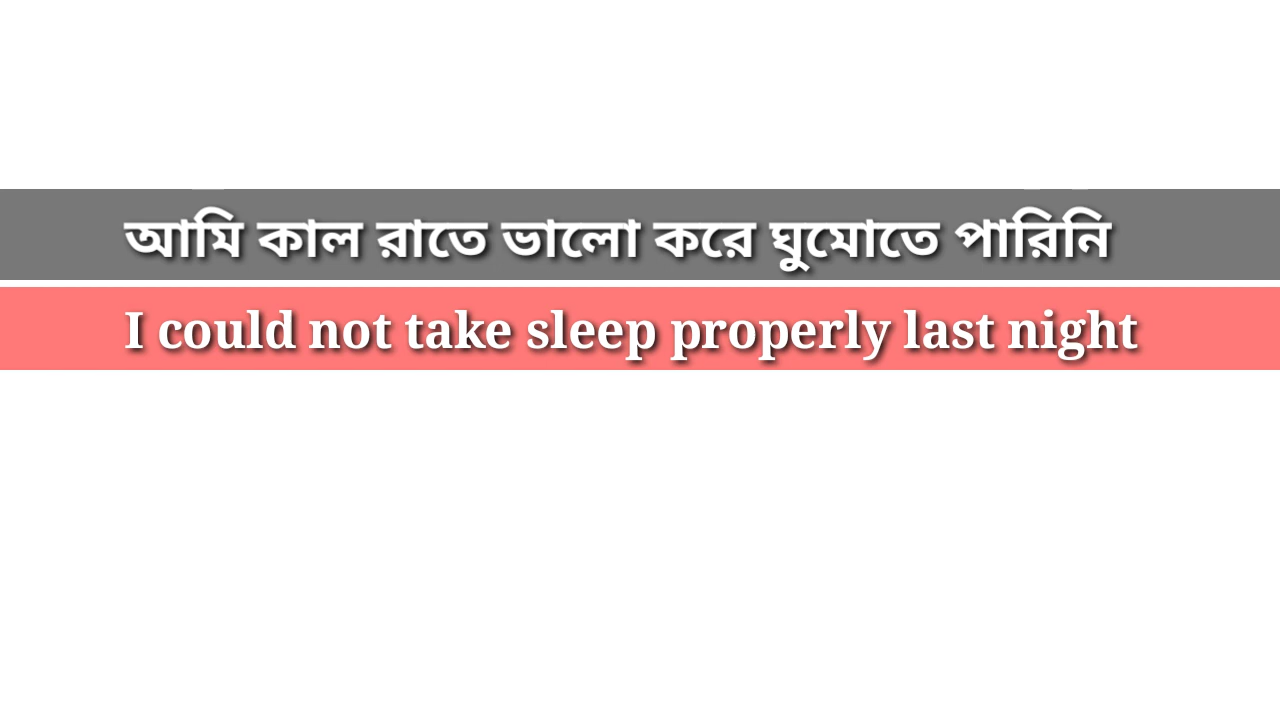 আমি কাল রাতে ভালো করে ঘুমোতে পারিনি
I could not take sleep properly last night